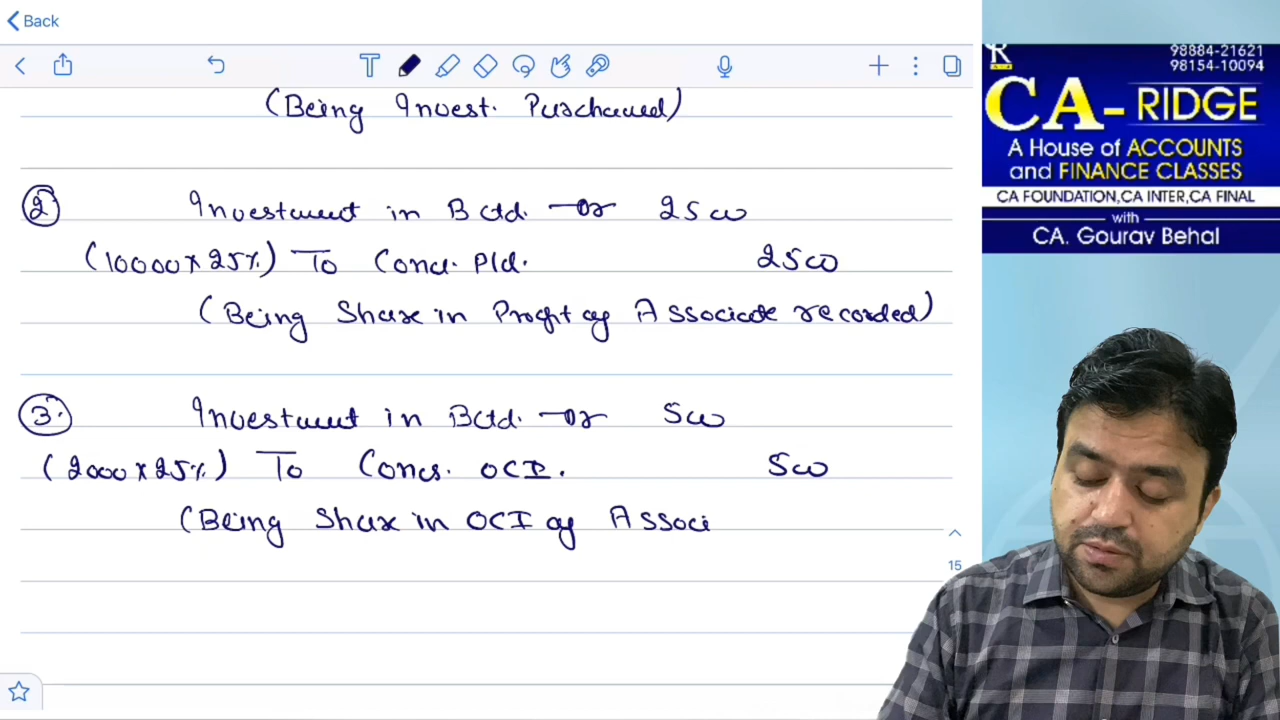 Back
(Being Invest. Purchased)
2 Investment in B Ltd. Dr 2500
(10000 x 25%) To Cons. P/L. 2500
(Being Share in Profit of Associate recorded)
3. Investment in B Ltd. Dr 500
(2000 x 25%) To Cons. OCI. 500
(Being Share in OCI of Associ
15
98884-21621
98154-10094
CA- RIDGE
A House of ACCOUNTS
and FINANCE CLASSES
CA FOUNDATION,CA INTER,CA FINAL
with
CA. Gourav Behal